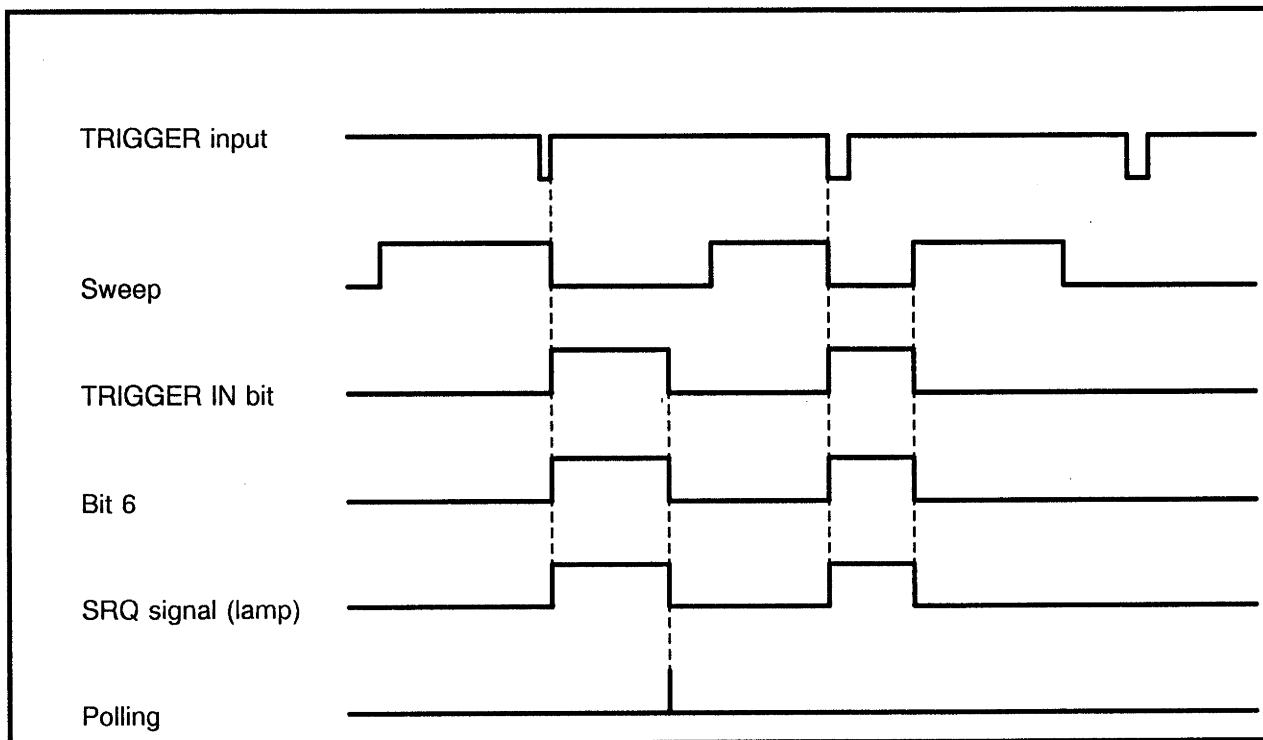 TRIGGER input
Sweep
TRIGGER IN bit
Bit 6
SRQ signal (lamp)
Polling